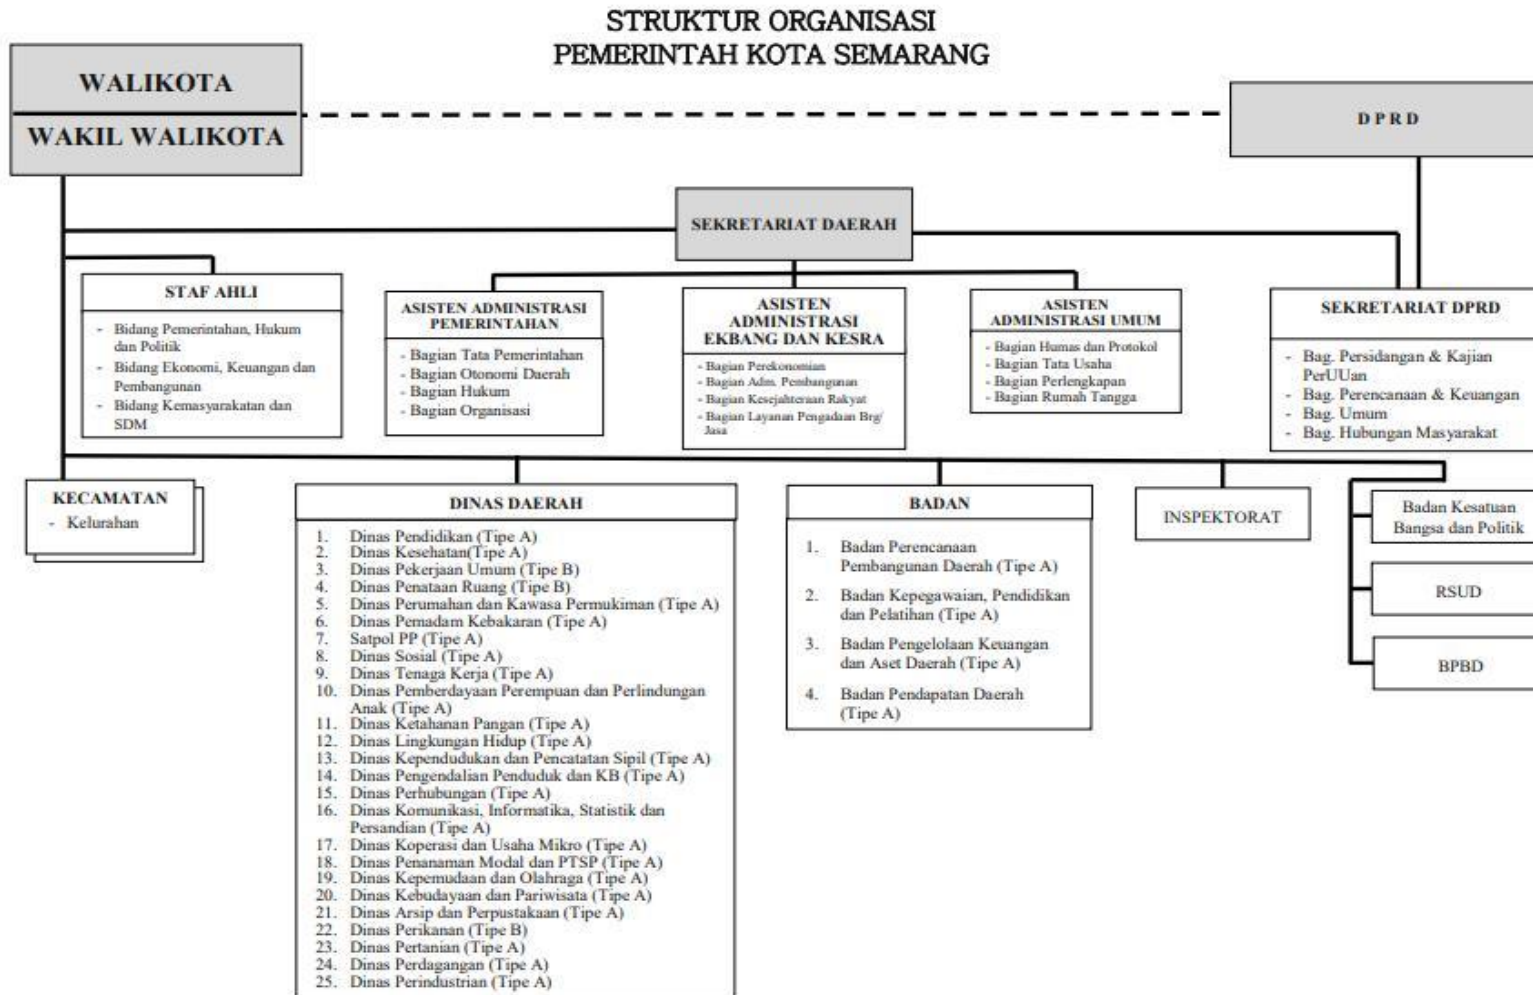 STRUKTUR ORGANISASI
PEMERINTAH KOTA SEMARANG
WALIKOTA
WAKIL WALIKOTA
D P R D
SEKRETARIAT DAERAH
STAF AHLI
- Bidang Pemerintahan, Hukum
dan Politik
- Bidang Ekonomi, Keuangan dan
Pembangunan
- Bidang Kemasyarakatan dan
SDM
ASISTEN ADMINISTRASI
PEMERINTAHAN
- Bagian Tata Pemerintahan
- Bagian Otonomi Daerah
- Bagian Hukum
- Bagian Organisasi
ASISTEN
ADMINISTRASI
EKBANG DAN KESRA
- Bagian Perekonomian
- Bagian Adm. Pembangunan
- Bagian Kesejahteraan Rakyat
- Bagian Layanan Pengadaan Brg/
Jasa
ASISTEN
ADMINISTRASI UMUM
- Bagian Humas dan Protokol
- Bagian Tata Usaha
- Bagian Perlengkapan
- Bagian Rumah Tangga
SEKRETARIAT DPRD
- Bag. Persidangan & Kajian
PerUUan
- Bag. Perencanaan & Keuangan
- Bag. Umum
- Bag. Hubungan Masyarakat
KECAMATAN
- Kelurahan
DINAS DAERAH
1. Dinas Pendidikan (Tipe A)
2. Dinas Kesehatan(Tipe A)
3. Dinas Pekerjaan Umum (Tipe B)
4. Dinas Penataan Ruang (Tipe B)
5. Dinas Perumahan dan Kawasa Permukiman (Tipe A)
6. Dinas Pemadam Kebakaran (Tipe A)
7. Satpol PP (Tipe A)
8. Dinas Sosial (Tipe A)
9. Dinas Tenaga Kerja (Tipe A)
10. Dinas Pemberdayaan Perempuan dan Perlindungan
Anak (Tipe A)
11. Dinas Ketahanan Pangan (Tipe A)
12. Dinas Lingkungan Hidup (Tipe A)
13. Dinas Kependudukan dan Pencatatan Sipil (Tipe A)
14. Dinas Pengendalian Penduduk dan KB (Tipe A)
15. Dinas Perhubungan (Tipe A)
16. Dinas Komunikasi, Informatika, Statistik dan
Persandian (Tipe A)
17. Dinas Koperasi dan Usaha Mikro (Tipe A)
18. Dinas Penanaman Modal dan PTSP (Tipe A)
19. Dinas Kepemudaan dan Olahraga (Tipe A)
20. Dinas Kebudayaan dan Pariwisata (Tipe A)
21. Dinas Arsip dan Perpustakaan (Tipe A)
22. Dinas Perikanan (Tipe B)
23. Dinas Pertanian (Tipe A)
24. Dinas Perdagangan (Tipe A)
25. Dinas Perindustrian (Tipe A)
BADAN
1. Badan Perencanaan
Pembangunan Daerah (Tipe A)
2. Badan Kepegawaian, Pendidikan
dan Pelatihan (Tipe A)
3. Badan Pengelolaan Keuangan
dan Aset Daerah (Tipe A)
4. Badan Pendapatan Daerah
(Tipe A)
INSPEKTORAT
Badan Kesatuan
Bangsa dan Politik
RSUD
BPBD